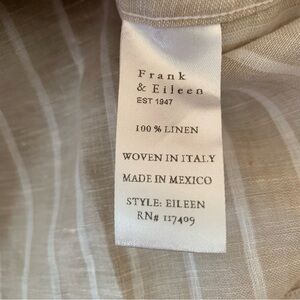 Frank
& Eileen
EST 1947
100 % LINEN
WOVEN IN ITALY
MADE IN MEXICO
STYLE: EILEEN
RN# 117409